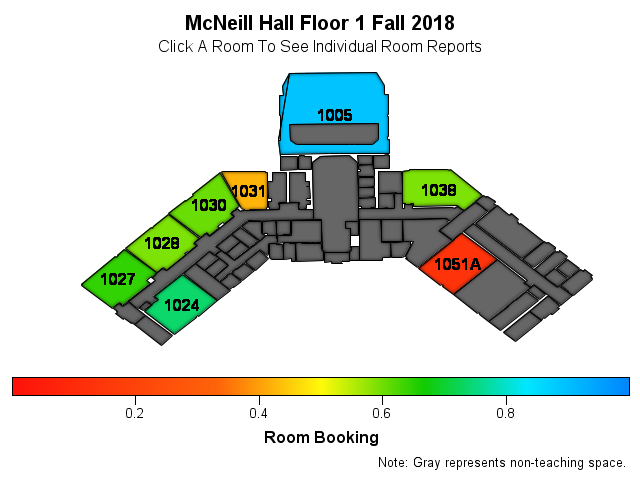 McNeill Hall Floor 1 Fall 2018
Click A Room To See Individual Room Reports
1005
1031
1038
1030
1028
1051A
1027
1024
0.2 0.4 0.6 0.8
Room Booking
Note: Gray represents non-teaching space.